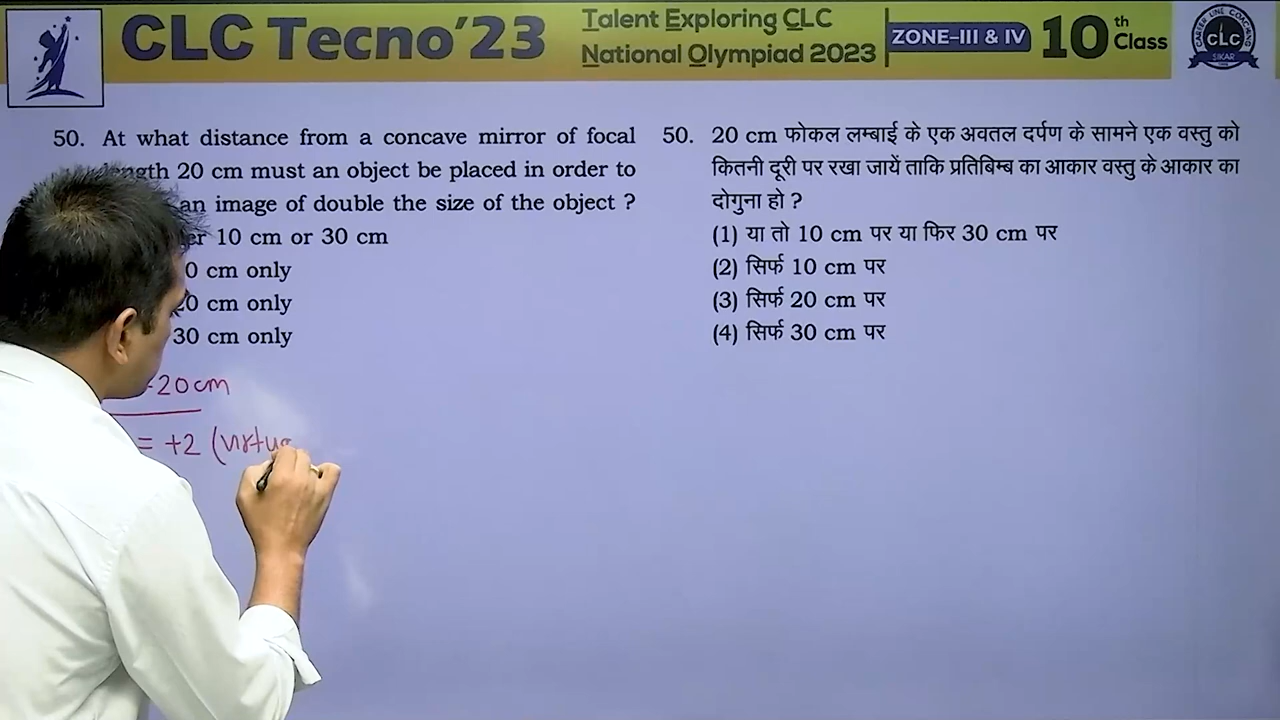 CLC Tecno'23
Talent Exploring CLC
National Olympiad 2023
ZONE–III & IV
10th Class
CLC
SIKAR
50. At what distance from a concave mirror of focal
20 cm must an object be placed in order to
an image of double the size of the object ?
10 cm or 30 cm
cm only
20 cm only
30 cm only
20cm
= +2 (virtua
50. 20 cm फोकल लम्बाई के एक अवतल दर्पण के सामने एक वस्तु को
कितनी दूरी पर रखा जायें ताकि प्रतिबिम्ब का आकार वस्तु के आकार का
दोगुना हो ?
(1) या तो 10 cm पर या फिर 30 cm पर
(2) सिर्फ 10 cm पर
(3) सिर्फ 20 cm पर
(4) सिर्फ 30 cm पर